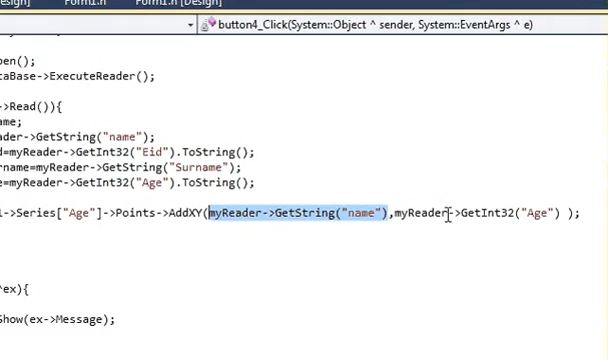 esign] Form1.h Form1.h [Design]
button4_Click(System::Object ^ sender, System::EventArgs ^ e)
pen();
taBase->ExecuteReader();
->Read()){
ame;
ader->GetString("name");
d=myReader->GetInt32("Eid").ToString();
rname=myReader->GetString("Surname");
e=myReader->GetInt32("Age").ToString();
1->Series["Age"]->Points->AddXY(myReader->GetString("name"),myReader->GetInt32("Age") );
^ex){
Show(ex->Message);